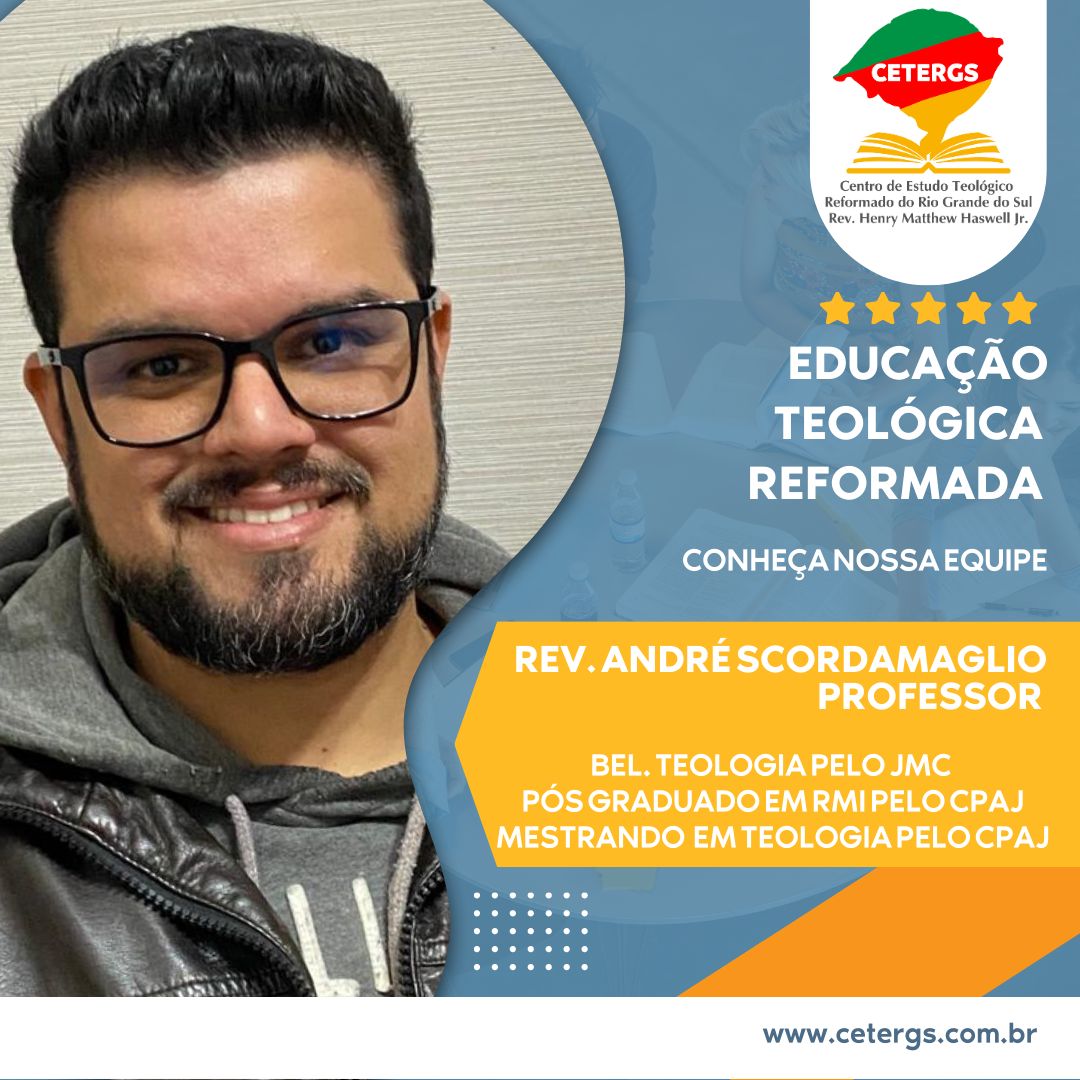 CETERGS
Centro de Estudo Teológico
Reformado do Rio Grande do Sul
Rev. Henry Matthew Haswell Jr.
EDUCAÇÃO
TEOLÓGICA
REFORMADA
CONHEÇA NOSSA EQUIPE
REV. ANDRÉ SCORDAMAGLIO
PROFESSOR
BEL. TEOLOGIA PELO JMC
PÓS GRADUADO EM RMI PELO CPAJ
MESTRANDO EM TEOLOGIA PELO CPAJ
www.cetergs.com.br